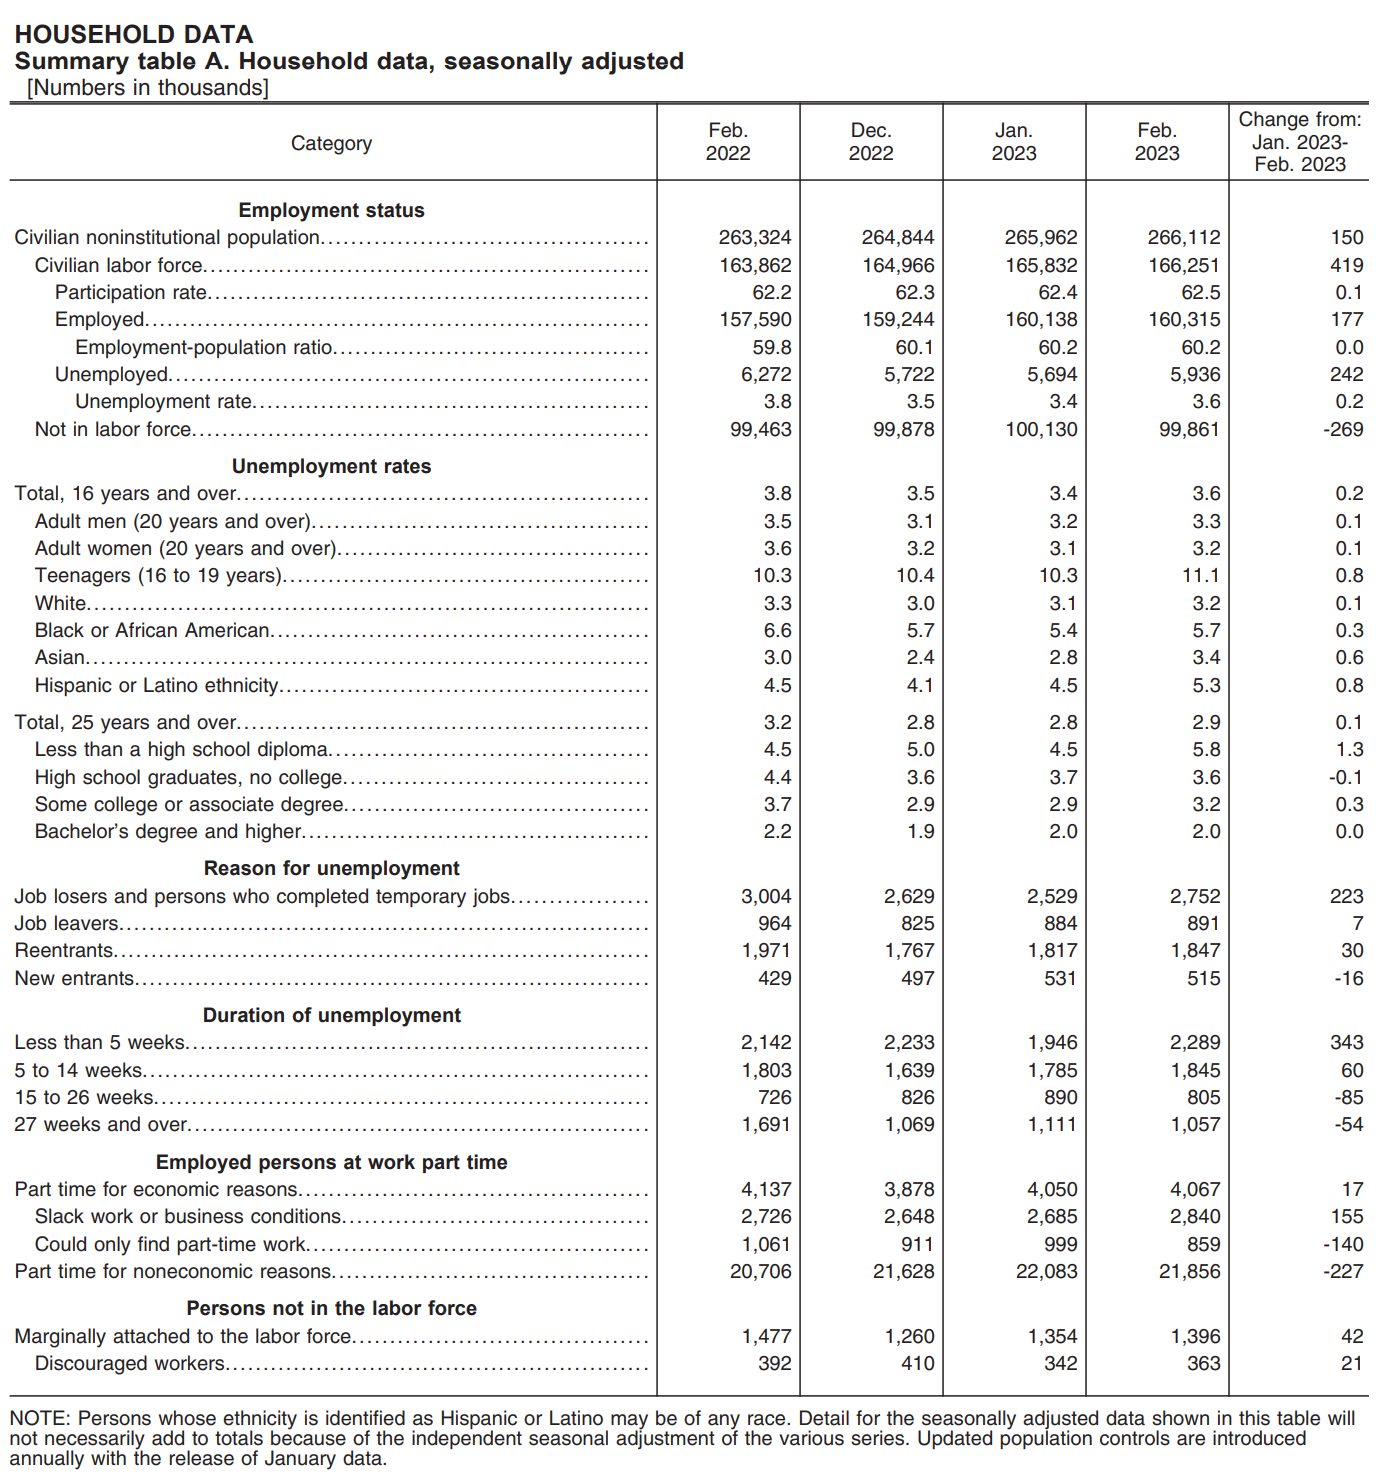 HOUSEHOLD DATA
Summary table A. Household data, seasonally adjusted
[Numbers in thousands]
Category Feb. 2022 Dec. 2022 Jan. 2023 Feb. 2023 Change from: Jan. 2023- Feb. 2023
Employment status
Civilian noninstitutional population 263,324 264,844 265,962 266,112 150
Civilian labor force 163,862 164,966 165,832 166,251 419
Participation rate 62.2 62.3 62.4 62.5 0.1
Employed 157,590 159,244 160,138 160,315 177
Employment-population ratio 59.8 60.1 60.2 60.2 0.0
Unemployed 6,272 5,722 5,694 5,936 242
Unemployment rate 3.8 3.5 3.4 3.6 0.2
Not in labor force 99,463 99,878 100,130 99,861 -269
Unemployment rates
Total, 16 years and over 3.8 3.5 3.4 3.6 0.2
Adult men (20 years and over) 3.5 3.1 3.2 3.3 0.1
Adult women (20 years and over) 3.6 3.2 3.1 3.2 0.1
Teenagers (16 to 19 years) 10.3 10.4 10.3 11.1 0.8
White 3.3 3.0 3.1 3.2 0.1
Black or African American 6.6 5.7 5.4 5.7 0.3
Asian 3.0 2.4 2.8 3.4 0.6
Hispanic or Latino ethnicity 4.5 4.1 4.5 5.3 0.8
Total, 25 years and over 3.2 2.8 2.8 2.9 0.1
Less than a high school diploma 4.5 5.0 4.5 5.8 1.3
High school graduates, no college 4.4 3.6 3.7 3.6 -0.1
Some college or associate degree 3.7 2.9 2.9 3.2 0.3
Bachelor's degree and higher 2.2 1.9 2.0 2.0 0.0
Reason for unemployment
Job losers and persons who completed temporary jobs 3,004 2,629 2,529 2,752 223
Job leavers 964 825 884 891 7
Reentrants 1,971 1,767 1,817 1,847 30
New entrants 429 497 531 515 -16
Duration of unemployment
Less than 5 weeks 2,142 2,233 1,946 2,289 343
5 to 14 weeks 1,803 1,639 1,785 1,845 60
15 to 26 weeks 726 826 890 805 -85
27 weeks and over 1,691 1,069 1,111 1,057 -54
Employed persons at work part time
Part time for economic reasons 4,137 3,878 4,050 4,067 17
Slack work or business conditions 2,726 2,648 2,685 2,840 155
Could only find part-time work 1,061 911 999 859 -140
Part time for noneconomic reasons 20,706 21,628 22,083 21,856 -227
Persons not in the labor force
Marginally attached to the labor force 1,477 1,260 1,354 1,396 42
Discouraged workers 392 410 342 363 21
NOTE: Persons whose ethnicity is identified as Hispanic or Latino may be of any race. Detail for the seasonally adjusted data shown in this table will
not necessarily add to totals because of the independent seasonal adjustment of the various series. Updated population controls are introduced
annually with the release of January data.